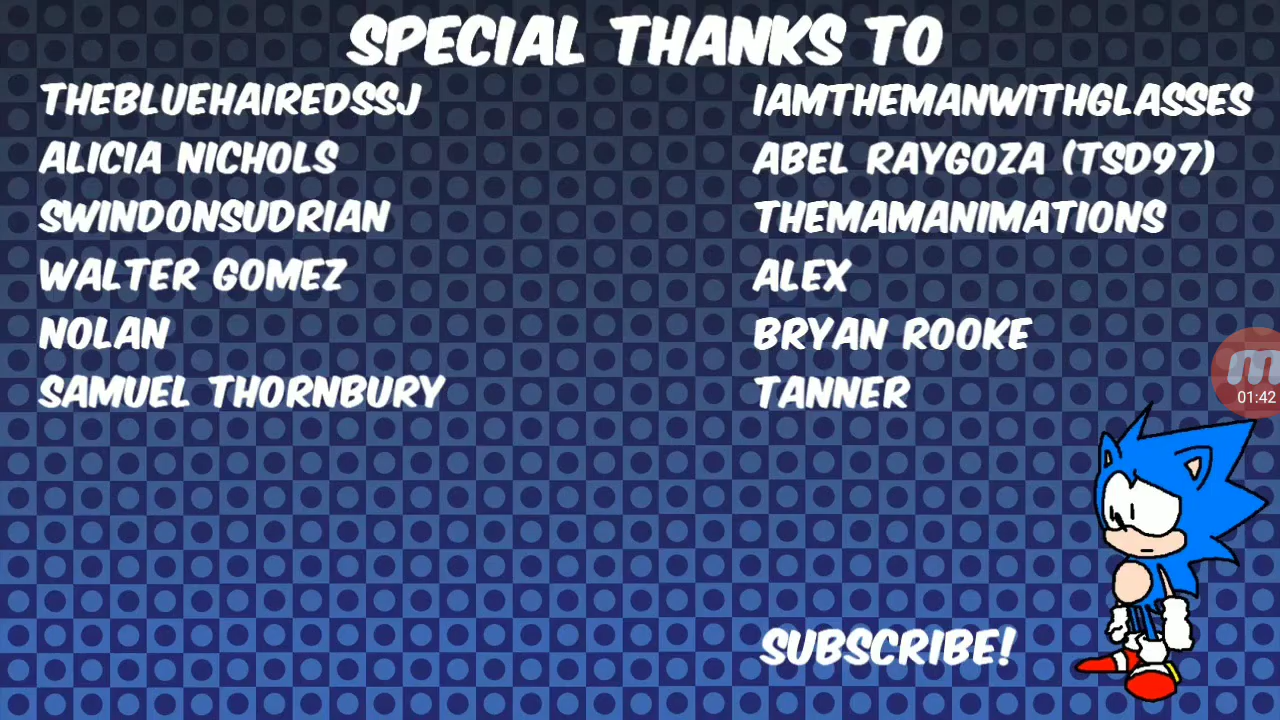 SPECIAL THANKS TO
THEBLUEHAIREDSSJ
ALICIA NICHOLS
SWINDONSUDRIAN
WALTER GOMEZ
NOLAN
SAMUEL THORNBURY
IAMTHEMANWITHGLASSES
ABEL RAYGOZA (TSD97)
THEMAMANIMATIONS
ALEX
BRYAN ROOKE
TANNER
M
01:42
SUBSCRIBE!